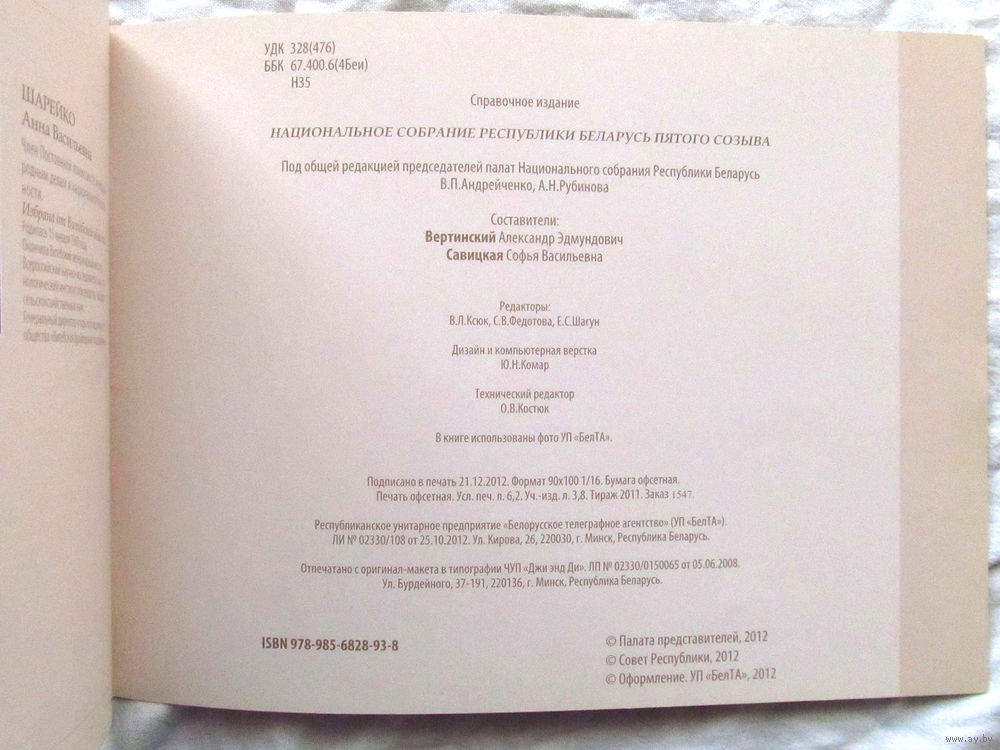 ШАРЕЙКО
Анна Васильевна
Избрана от Витебской области
УДК 328(476)
ББК 67.400.6(4Беи)
Н35
Справочное издание
НАЦИОНАЛЬНОЕ СОБРАНИЕ РЕСПУБЛИКИ БЕЛАРУСЬ ПЯТОГО СОЗЫВА
Под общей редакцией председателей палат Национального собрания Республики Беларусь
В.П.Андрейченко, А.Н.Рубинова
Составители:
Вертинский Александр Эдмундович
Савицкая Софья Васильевна
Редакторы:
В.Л.Ксюк, С.В.Федотова, Е.С.Шагун
Дизайн и компьютерная верстка
Ю.Н.Комар
Технический редактор
О.В.Костюк
В книге использованы фото УП «БелТА».
Подписано в печать 21.12.2012. Формат 90х100 1/16. Бумага офсетная.
Печать офсетная. Усл. печ. л. 6,2. Уч.-изд. л. 3,8. Тираж 2011. Заказ 1547.
Республиканское унитарное предприятие «Белорусское телеграфное агентство» (УП «БелТА»).
ЛИ № 02330/108 от 25.10.2012. Ул. Кирова, 26, 220030, г. Минск, Республика Беларусь.
Отпечатано с оригинал-макета в типографии ЧУП «Джи энд Ди». ЛП № 02330/0150065 от 05.06.2008.
Ул. Бурдейного, 37-191, 220136, г. Минск, Республика Беларусь.
ISBN 978-985-6828-93-8
© Палата представителей, 2012
© Совет Республики, 2012
© Оформление. УП «БелТА», 2012
www.ay.by